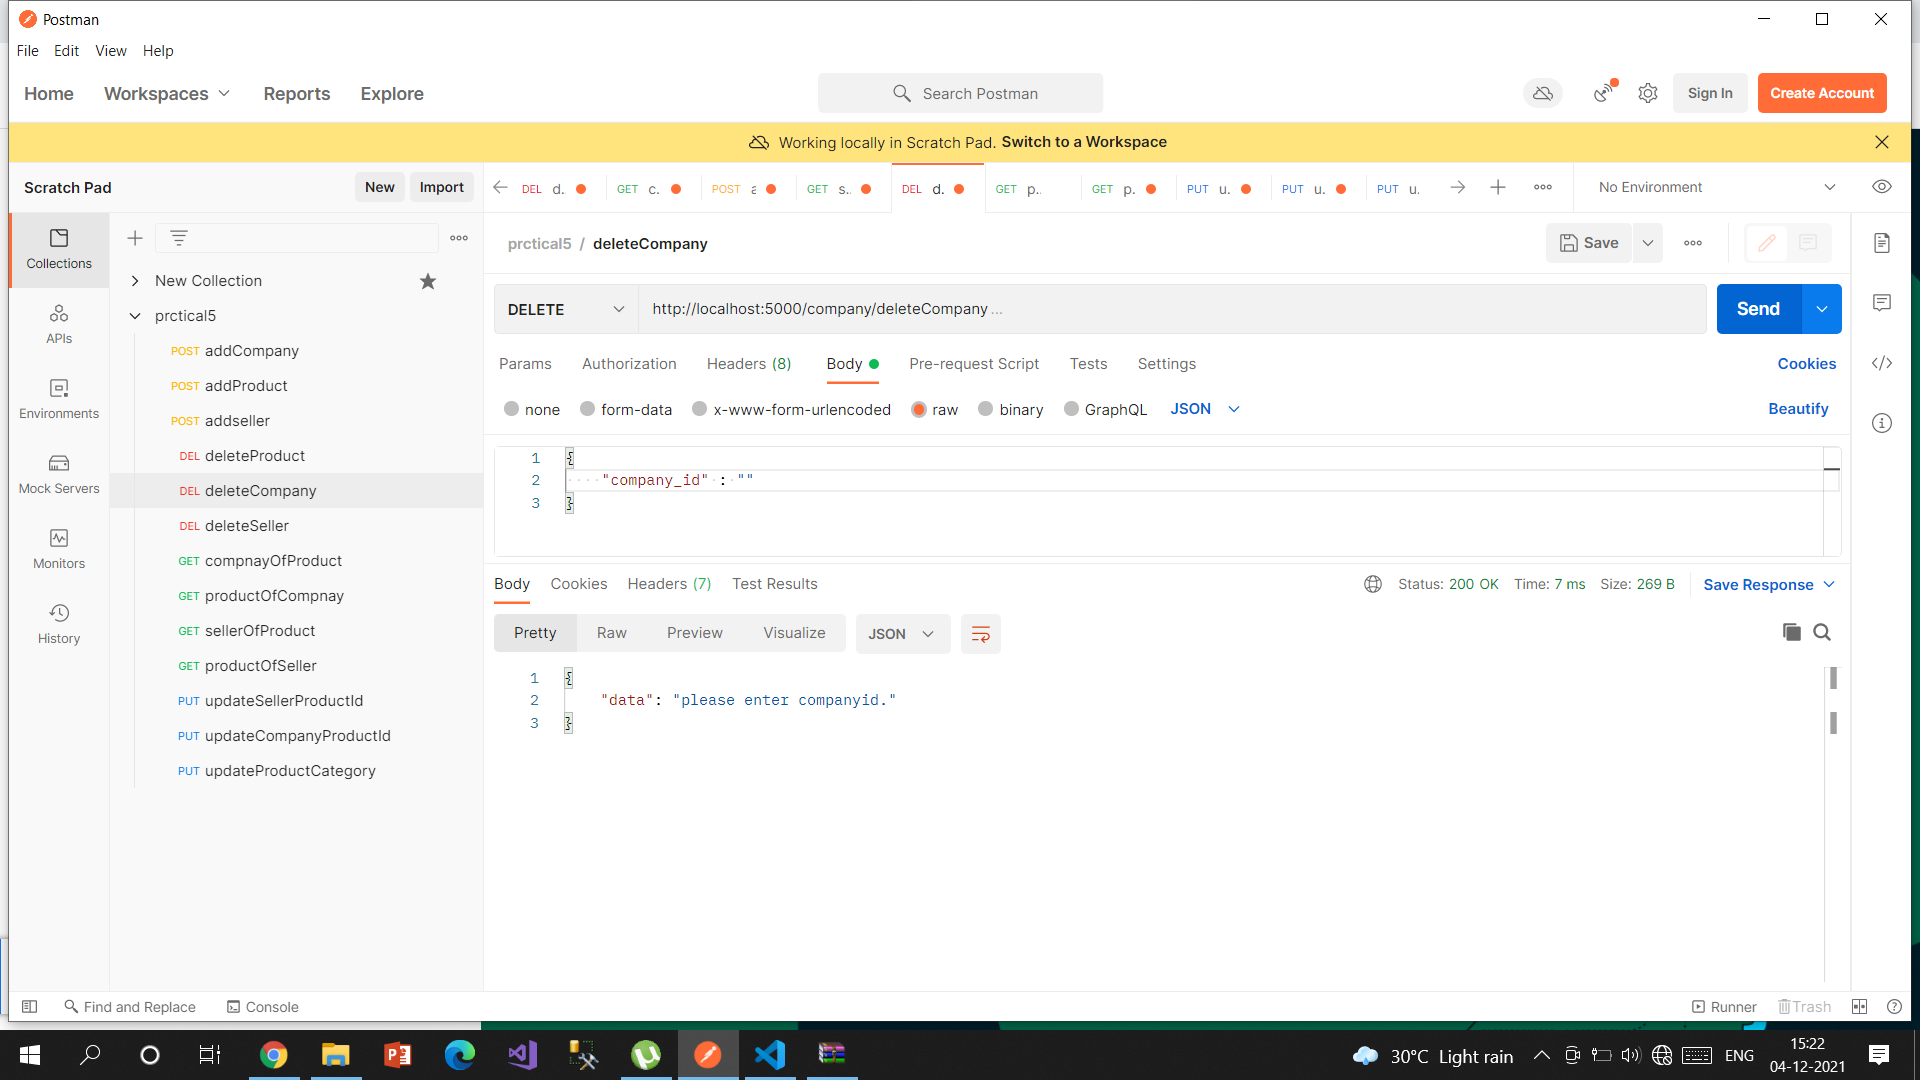 Postman
File Edit View Help
Home Workspaces Reports Explore Search Postman Sign In Create Account
Working locally in Scratch Pad. Switch to a Workspace
Scratch Pad New Import DEL d. GET c. POST a GET s.. DEL d. GET p.. GET p. PUT u. PUT u. PUT u. No Environment
Collections
APIs
Environments
Mock Servers
Monitors
History
New Collection
prctical5
POST addCompany
POST addProduct
POST addseller
DEL deleteProduct
DEL deleteCompany
DEL deleteSeller
GET compnayOfProduct
GET productOfCompnay
GET sellerOfProduct
GET productOfSeller
PUT updateSellerProductId
PUT updateCompanyProductId
PUT updateProductCategory
prctical5 / deleteCompany Save
DELETE http://localhost:5000/company/deleteCompany ... Send
Params Authorization Headers (8) Body Pre-request Script Tests Settings Cookies
none form-data x-www-form-urlencoded raw binary GraphQL JSON Beautify
1 {
2 "company_id" : ""
3 }
Body Cookies Headers (7) Test Results Status: 200 OK Time: 7 ms Size: 269 B Save Response
Pretty Raw Preview Visualize JSON
1 {
2 "data": "please enter companyid."
3 }
Find and Replace Console Runner Trash
30°C Light rain ENG 15:22
04-12-2021